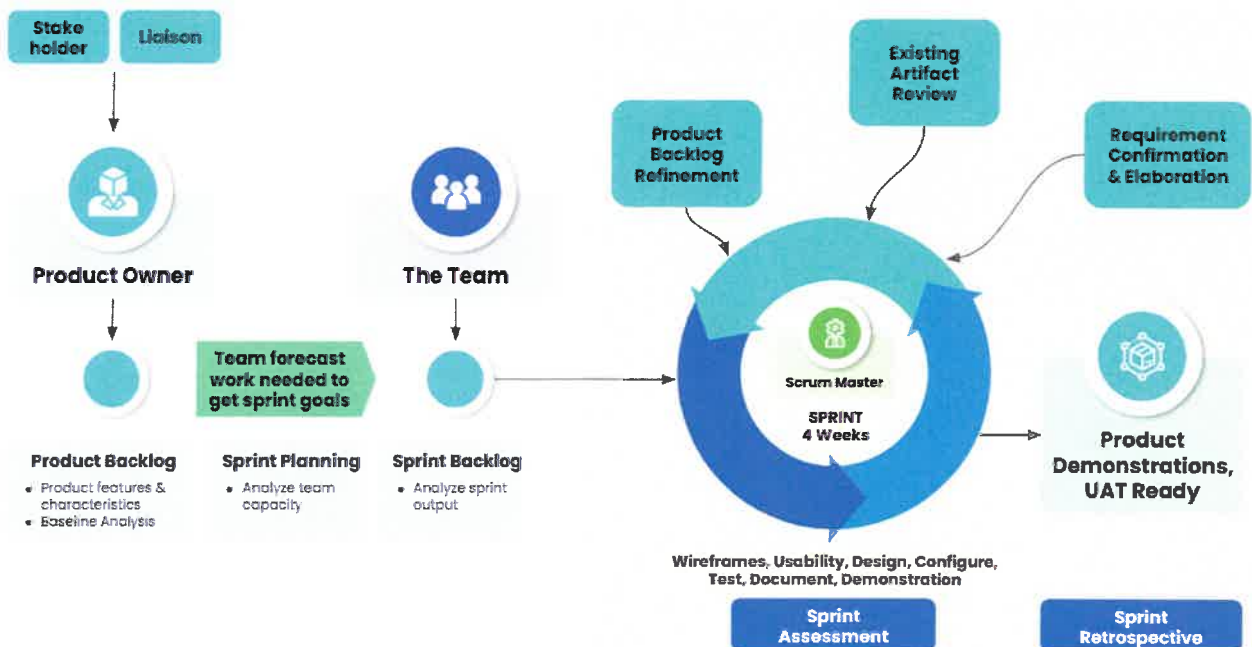 Stake
holder
Liaison
Existing
Artifact
Review
Product
Backlog
Refinement
Requirement
Confirmation
& Elaboration
Product Owner
The Team
Team forecast
work needed to
get sprint goals
Scrum Master
SPRINT
4 Weeks
Product
Demonstrations,
UAT Ready
Product Backlog
• Product features &
characteristics
• Baseline Analysis
Sprint Planning
• Analyze team
capacity
Sprint Backlog
• Analyze sprint
output
Wireframes, Usability, Design, Configure,
Test, Document, Demonstration
Sprint
Assessment
Sprint
Retrospective